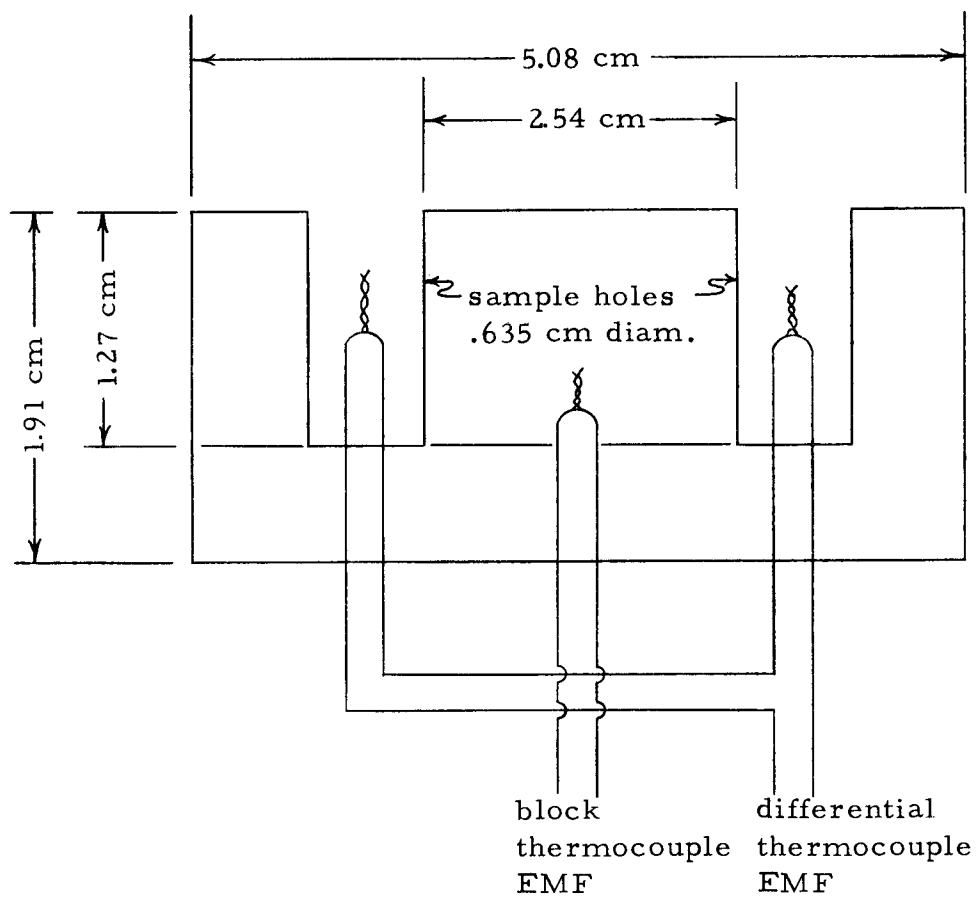 5.08 cm
2.54 cm
1.91 cm
1.27 cm
sample holes
.635 cm diam.
block
thermocouple
EMF
differential
thermocouple
EMF